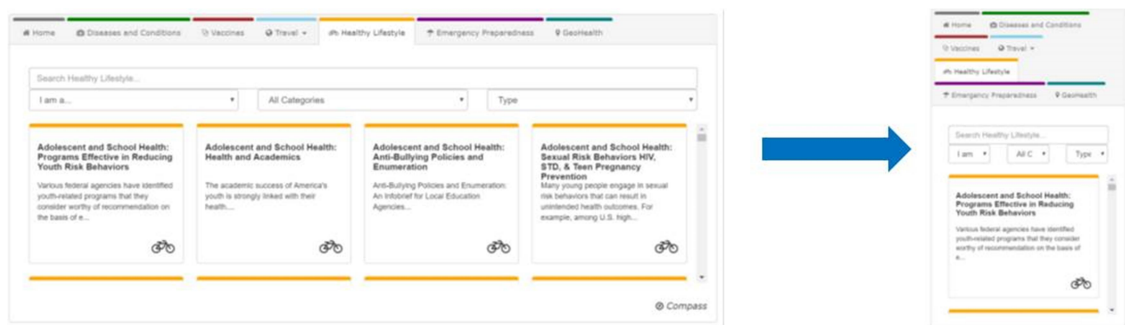 Home Diseases and Conditions Vaccines Travel Healthy Lifestyle Emergency Preparedness GeoHealth
Search Healthy Lifestyle...
I am a... All Categories Type
Adolescent and School Health:
Programs Effective in Reducing
Youth Risk Behaviors
Various federal agencies have identified
youth-related programs that they
consider worthy of recommendation on
the basis of e...
Adolescent and School Health:
Health and Academics
The academic success of America's
youth is strongly linked with their
health....
Adolescent and School Health:
Anti-Bullying Policies and
Enumeration
Anti-Bullying Policies and Enumeration:
An Infobrief for Local Education
Agencies...
Adolescent and School Health:
Sexual Risk Behaviors HIV,
STD, & Teen Pregnancy
Prevention
Many young people engage in sexual
risk behaviors that can result in
unintended health outcomes. For
example, among U.S. high...
Compass
Home Diseases and Conditions
Vaccines Travel
Healthy Lifestyle
Emergency Preparedness GeoHealth
Search Healthy Lifestyle...
I am All C Type
Adolescent and School Health:
Programs Effective in Reducing
Youth Risk Behaviors
Various federal agencies have identified
youth-related programs that they consider
worthy of recommendation on the basis of
e...